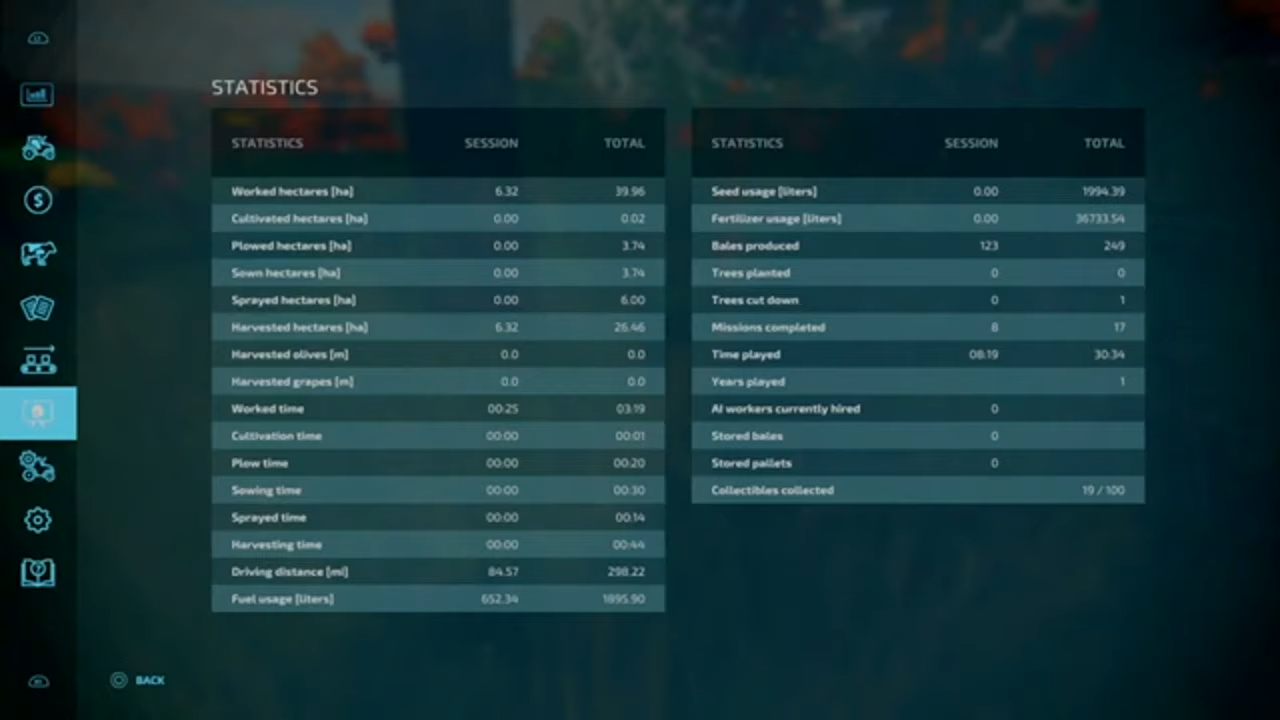 STATISTICS
STATISTICS SESSION TOTAL
Worked hectares [ha] 6.32 39.96
Cultivated hectares [ha] 0.00 0.02
Plowed hectares [ha] 0.00 3.74
Sown hectares [ha] 0.00 3.74
Sprayed hectares [ha] 0.00 6.00
Harvested hectares [ha] 6.32 26.46
Harvested olives [m] 0.0 0.0
Harvested grapes [m] 0.0 0.0
Worked time 00:25 03:19
Cultivation time 00:00 00:01
Plow time 00:00 00:20
Sowing time 00:00 00:30
Sprayed time 00:00 00:14
Harvesting time 00:00 00:44
Driving distance [mi] 84.57 298.22
Fuel usage [liters] 652.34 1895.90
STATISTICS SESSION TOTAL
Seed usage [liters] 0.00 1994.39
Fertilizer usage [liters] 0.00 36733.54
Bales produced 123 249
Trees planted 0 0
Trees cut down 0 1
Missions completed 8 17
Time played 08:19 30:34
Years played 1
AI workers currently hired 0
Stored bales 0
Stored pallets 0
Collectibles collected 19 / 100
BACK